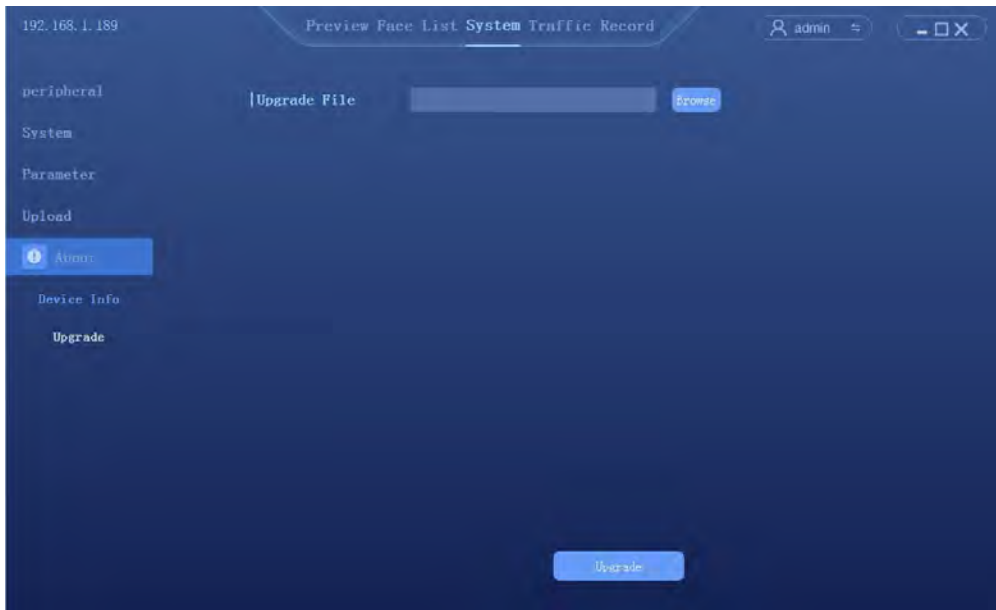 192.168.1.189
Preview Face List System Traffic Record
admin
peripheral
Upgrade File
Browse
System
Parameter
Upload
About
Device Info
Upgrade
Upgrade